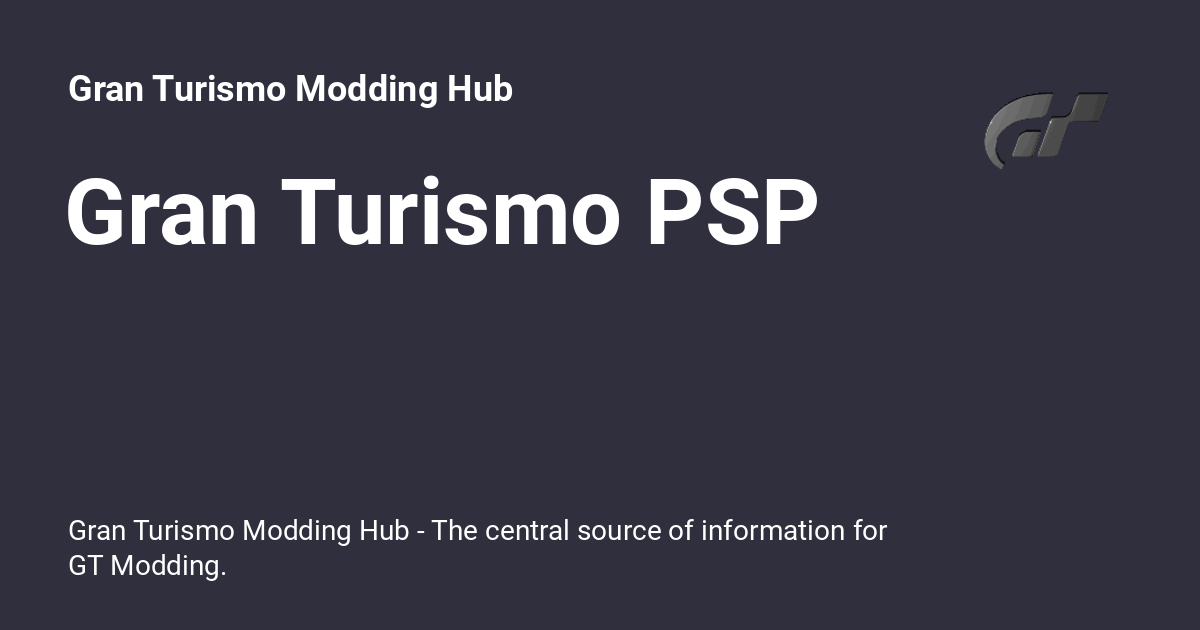 Gran Turismo Modding Hub
Gran Turismo PSP
Gran Turismo Modding Hub - The central source of information for
GT Modding.